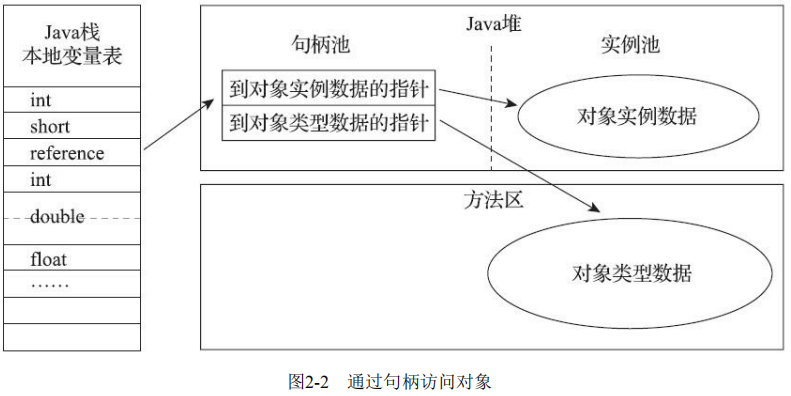 Java栈
本地变量表
int
short
reference
int
double
float
……
Java堆
句柄池
实例池
到对象实例数据的指针
到对象类型数据的指针
对象实例数据
方法区
对象类型数据
图2-2 通过句柄访问对象